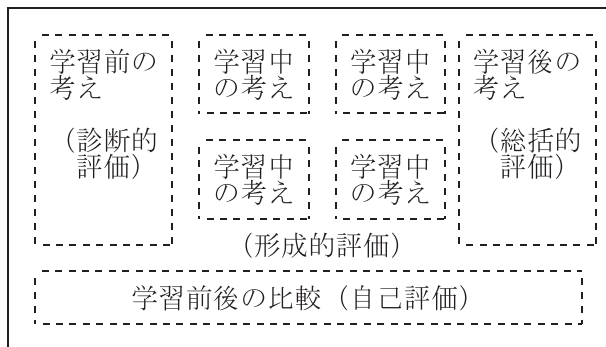 学習前の
考え
（診断的
評価）
学習中
の考え
学習中
の考え
学習中
の考え
学習中
の考え
（形成的評価）
学習後の
考え
（総括的
評価）
学習前後の比較（自己評価）